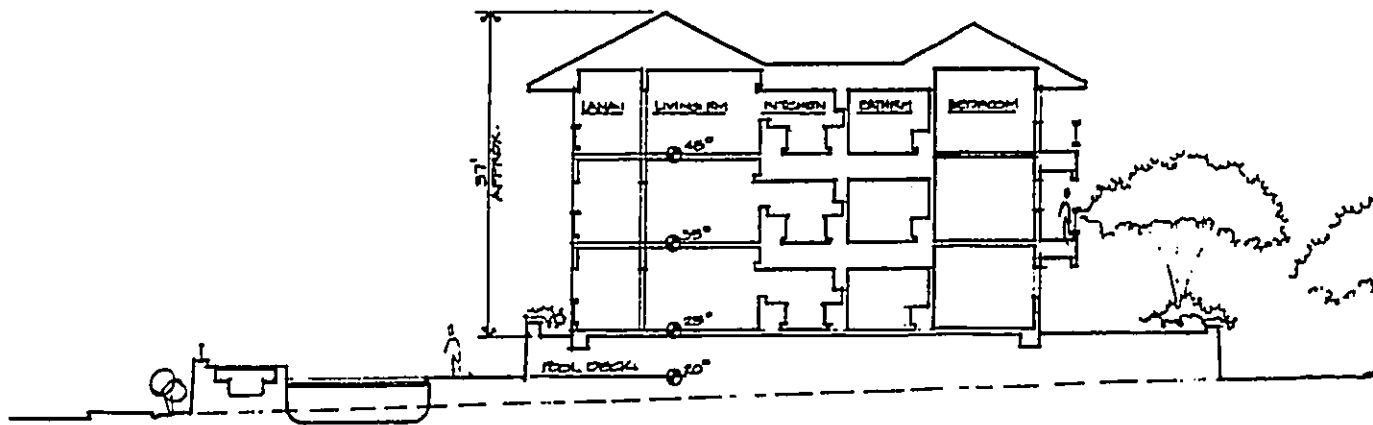 LANAI LIVING RM KITCHEN BATHRM BEDROOM
37' APPROX.
45°
35°
25°
POOL DECK. 20°